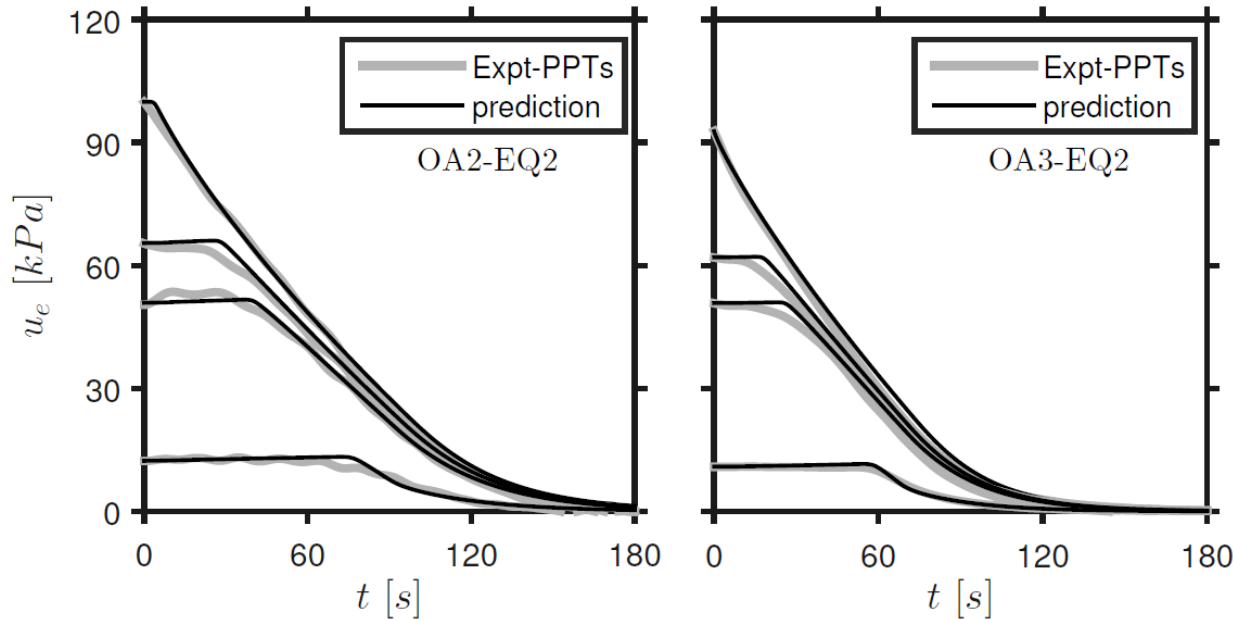 120
90
60
30
0
u_e [kPa]
Expt-PPTs
prediction
OA2-EQ2
0 60 120 180
t [s]
Expt-PPTs
prediction
OA3-EQ2
0 60 120 180
t [s]